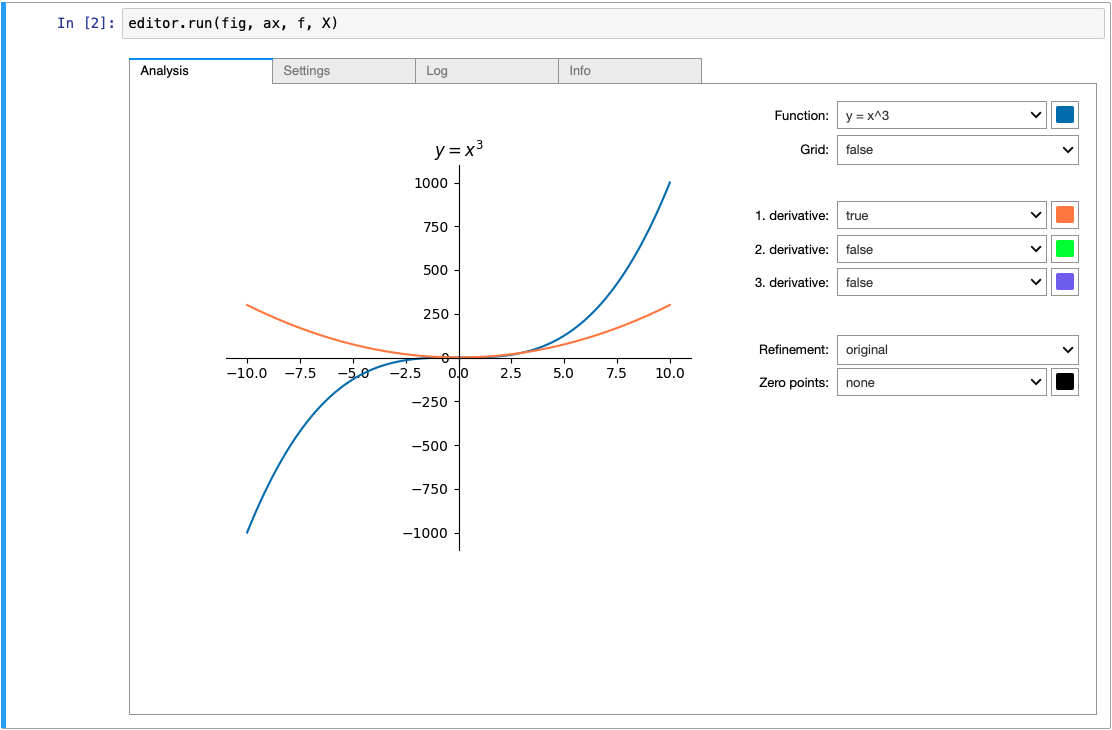 In [2]: editor.run(fig, ax, f, X)
Analysis Settings Log Info
Function: y = x^3
Grid: false
1. derivative: true
2. derivative: false
3. derivative: false
Refinement: original
Zero points: none
y = x³
1000
750
500
250
0
−10.0 −7.5 −5.0 −2.5 0.0 2.5 5.0 7.5 10.0
−250
−500
−750
−1000